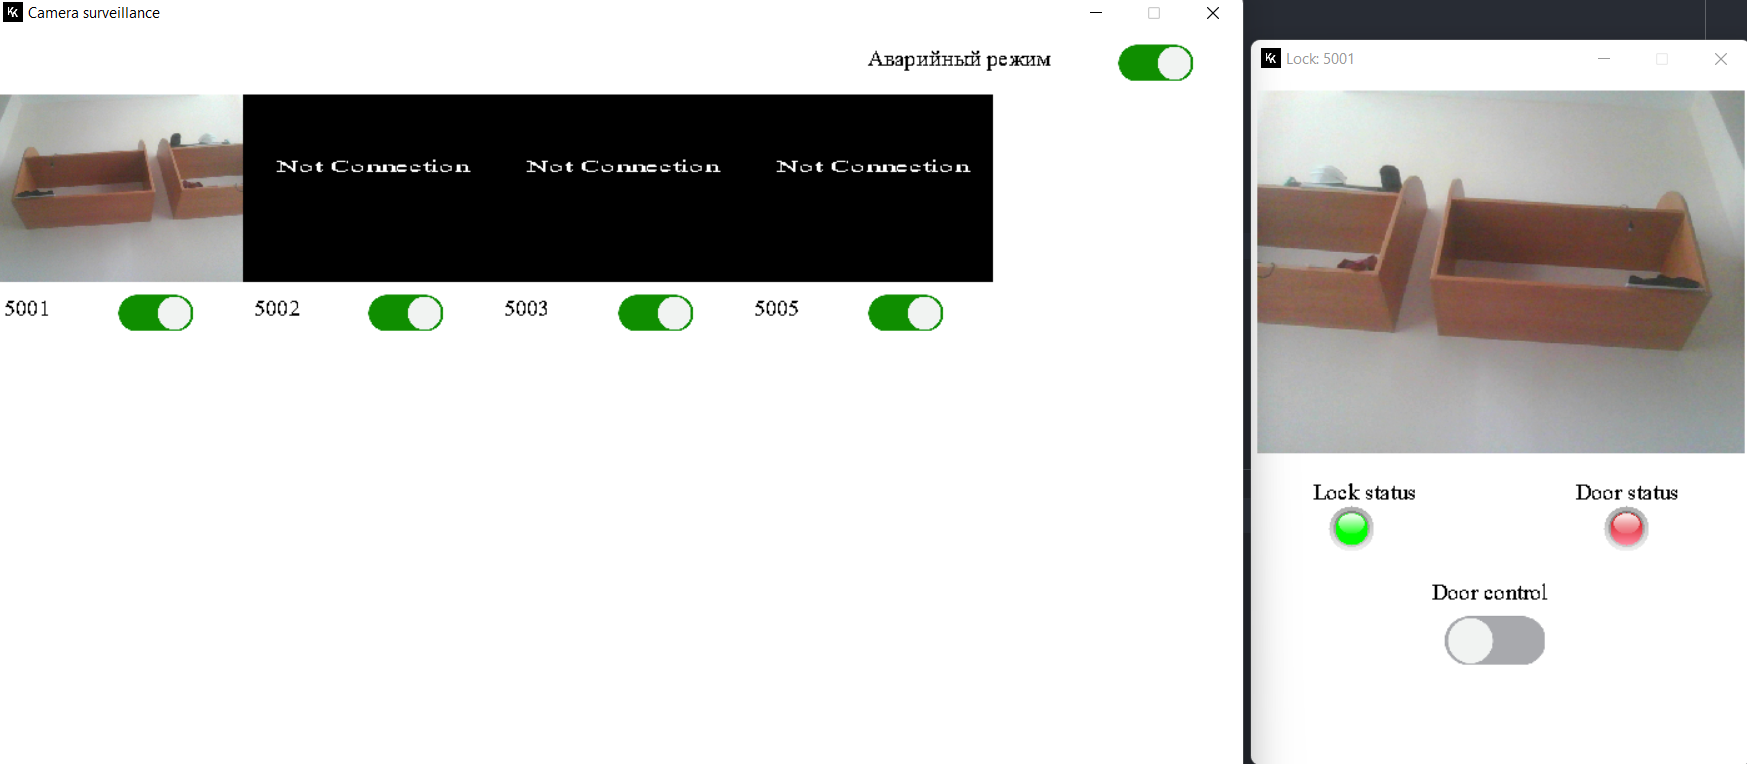 Camera surveillance
Аварийный режим
Not Connection
Not Connection
Not Connection
5001
5002
5003
5005
Lock: 5001
Lock status
Door status
Door control